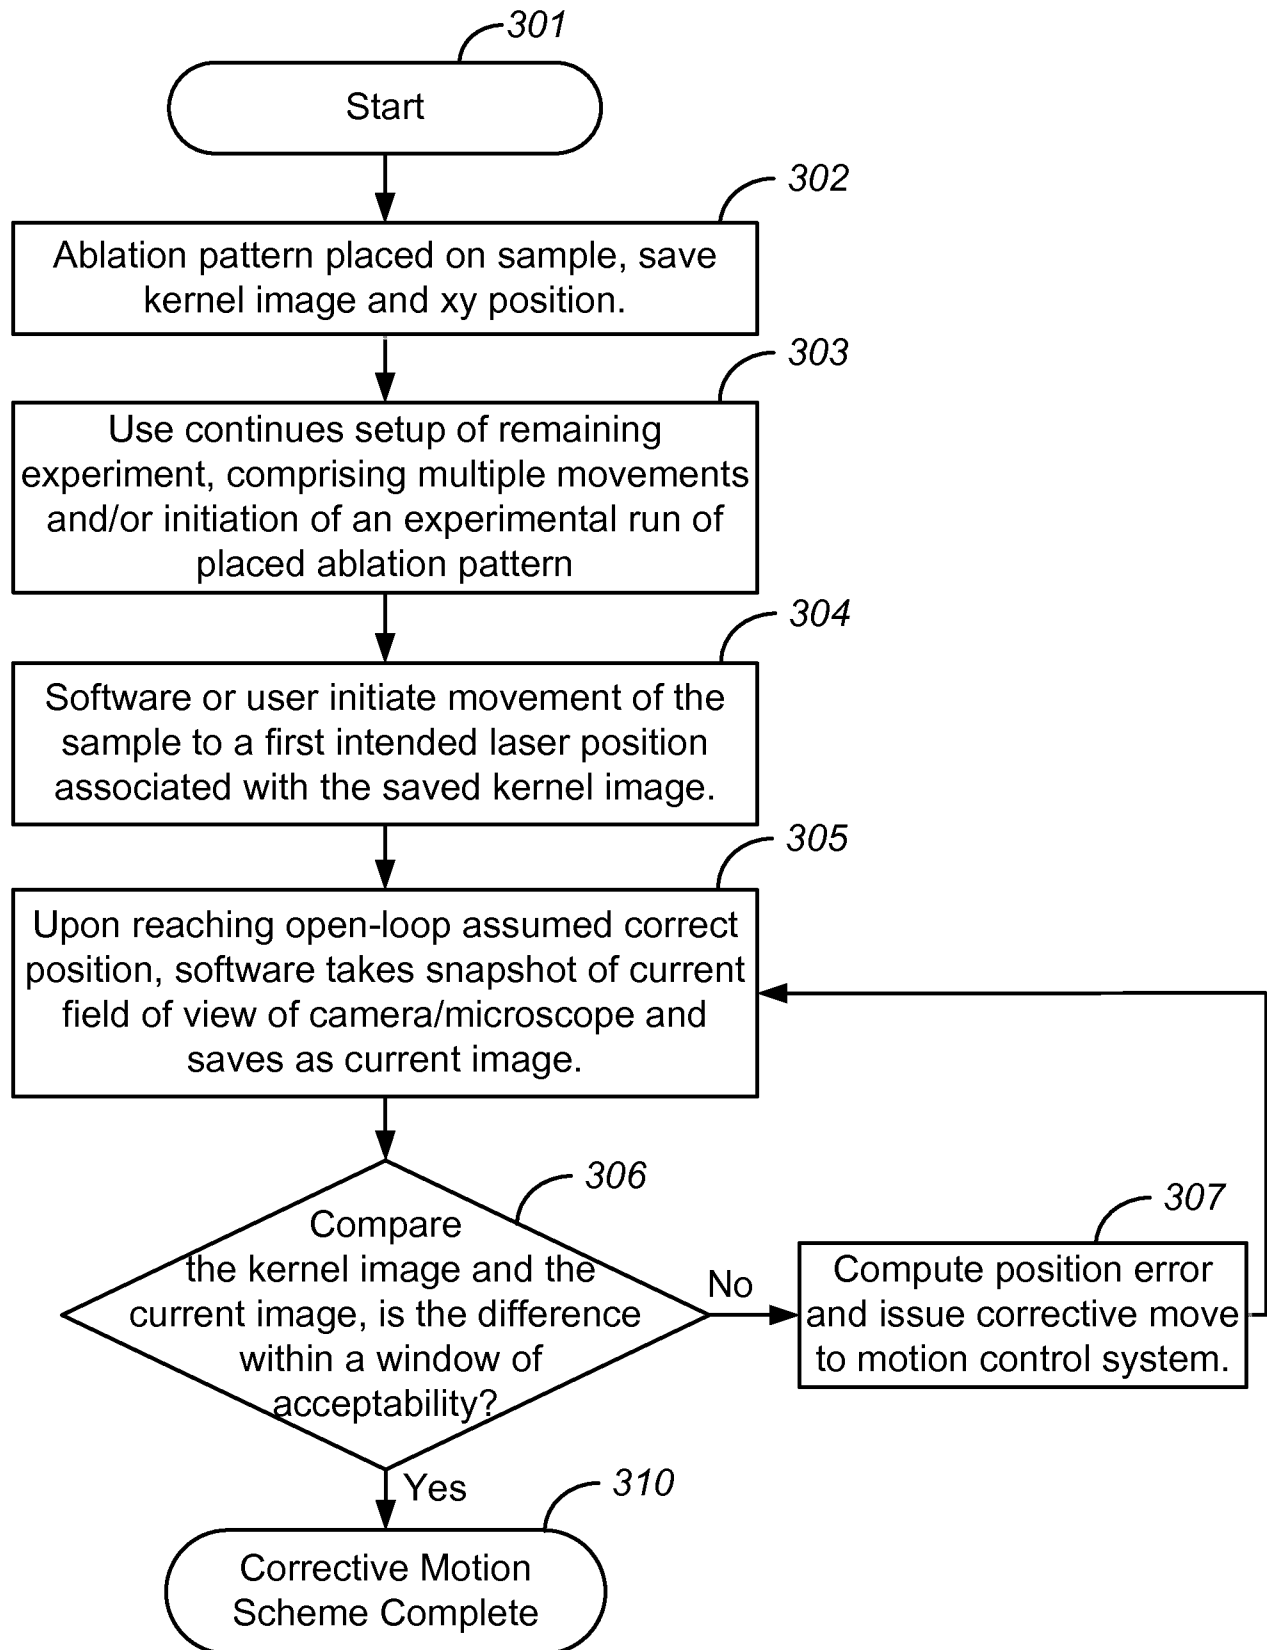 301
Start
302
Ablation pattern placed on sample, save
kernel image and xy position.
303
Use continues setup of remaining
experiment, comprising multiple movements
and/or initiation of an experimental run of
placed ablation pattern
304
Software or user initiate movement of the
sample to a first intended laser position
associated with the saved kernel image.
305
Upon reaching open-loop assumed correct
position, software takes snapshot of current
field of view of camera/microscope and
saves as current image.
306
Compare
the kernel image and the
current image, is the difference
within a window of
acceptability?
No
307
Compute position error
and issue corrective move
to motion control system.
Yes
310
Corrective Motion
Scheme Complete